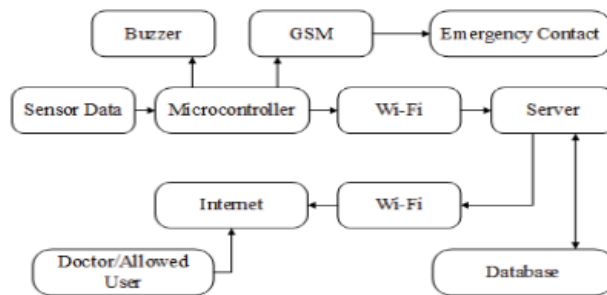 Buzzer
GSM
Emergency Contact
Sensor Data
Microcontroller
Wi-Fi
Server
Internet
Wi-Fi
Doctor/Allowed
User
Database